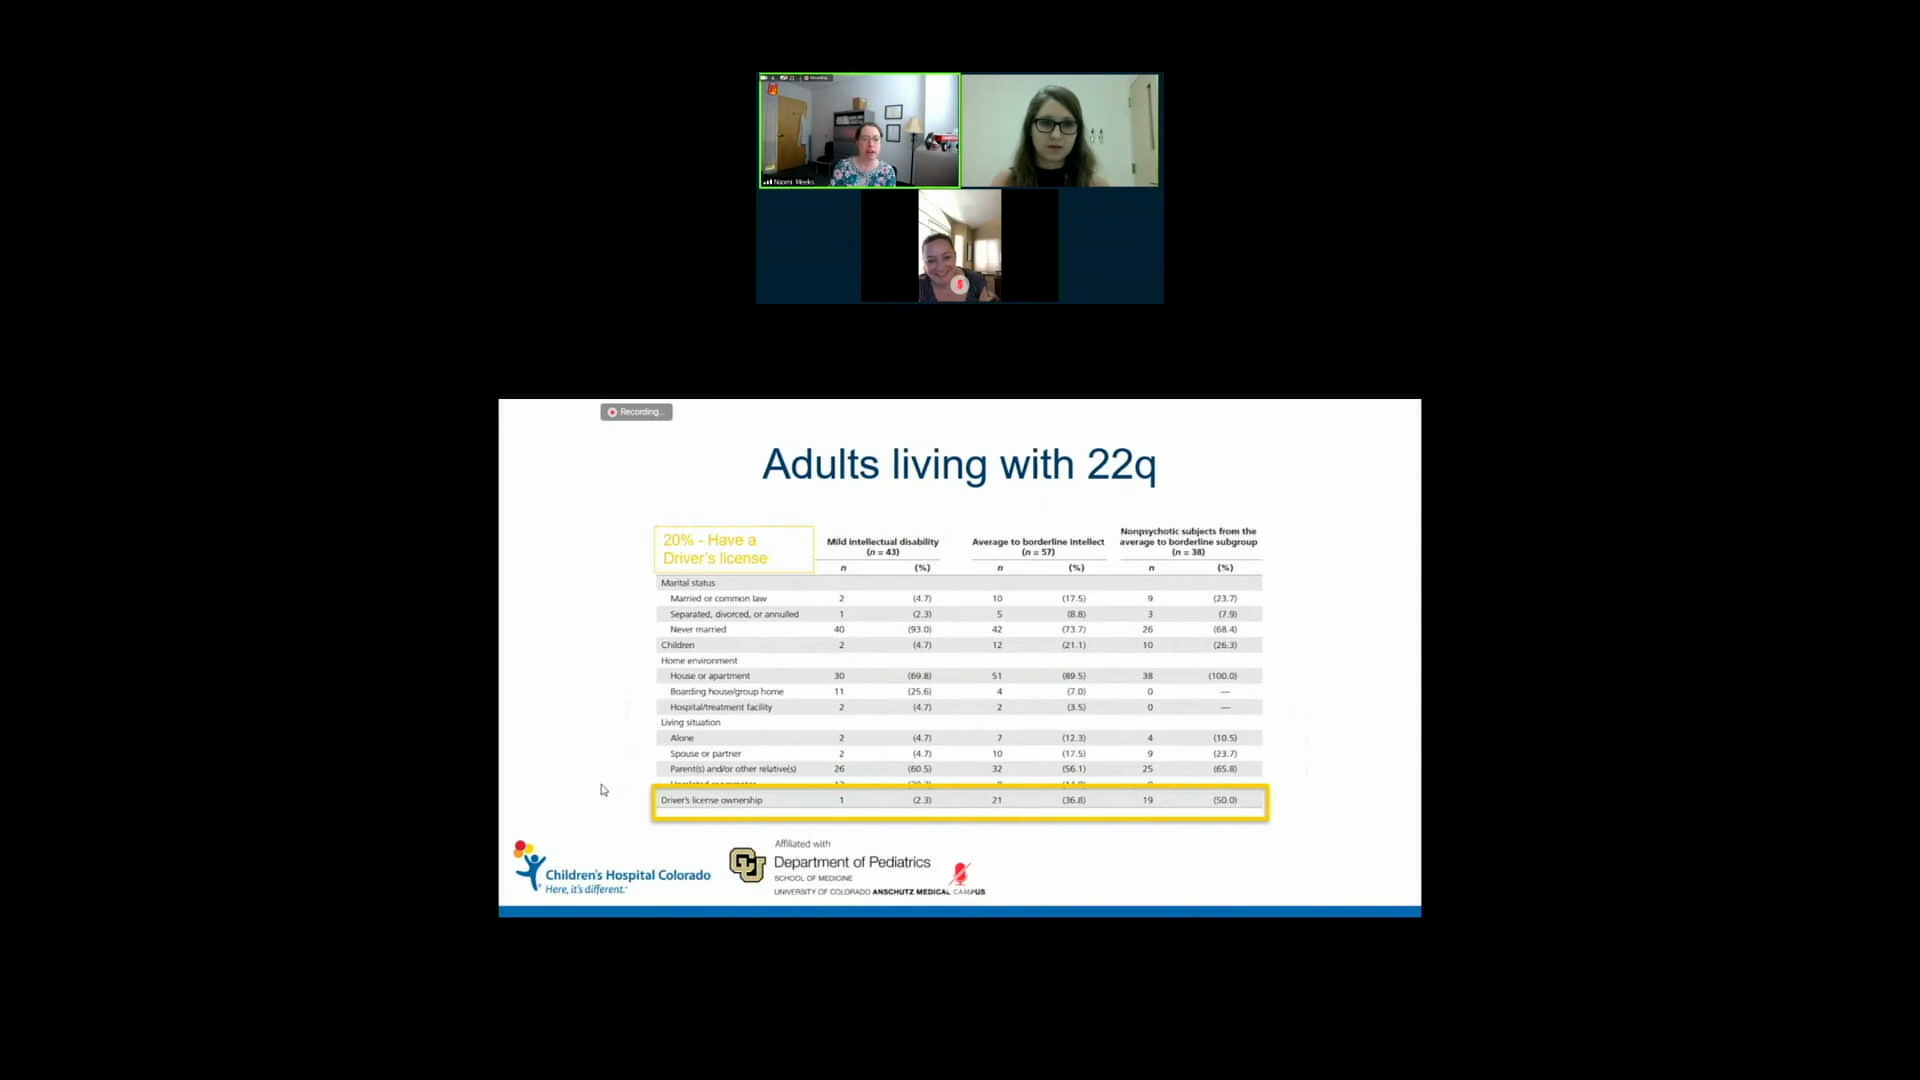 Recording...
Naomi Meeks
Recording...
Adults living with 22q
20% - Have a
Driver's license
Mild intellectual disability
(n = 43)
Average to borderline intellect
(n = 57)
Nonpsychotic subjects from the
average to borderline subgroup
(n = 38)
n (%) n (%) n (%)
Marital status
Married or common law 2 (4.7) 10 (17.5) 9 (23.7)
Separated, divorced, or annulled 1 (2.3) 5 (8.8) 3 (7.9)
Never married 40 (93.0) 42 (73.7) 26 (68.4)
Children 2 (4.7) 12 (21.1) 10 (26.3)
Home environment
House or apartment 30 (69.8) 51 (89.5) 38 (100.0)
Boarding house/group home 11 (25.6) 4 (7.0) 0 —
Hospital/treatment facility 2 (4.7) 2 (3.5) 0 —
Living situation
Alone 2 (4.7) 7 (12.3) 4 (10.5)
Spouse or partner 2 (4.7) 10 (17.5) 9 (23.7)
Parent(s) and/or other relative(s) 26 (60.5) 32 (56.1) 25 (65.8)
Driver's license ownership 1 (2.3) 21 (36.8) 19 (50.0)
Children's Hospital Colorado
Here, it's different.™
CU
Affiliated with
Department of Pediatrics
SCHOOL OF MEDICINE
UNIVERSITY OF COLORADO ANSCHUTZ MEDICAL CAMPUS